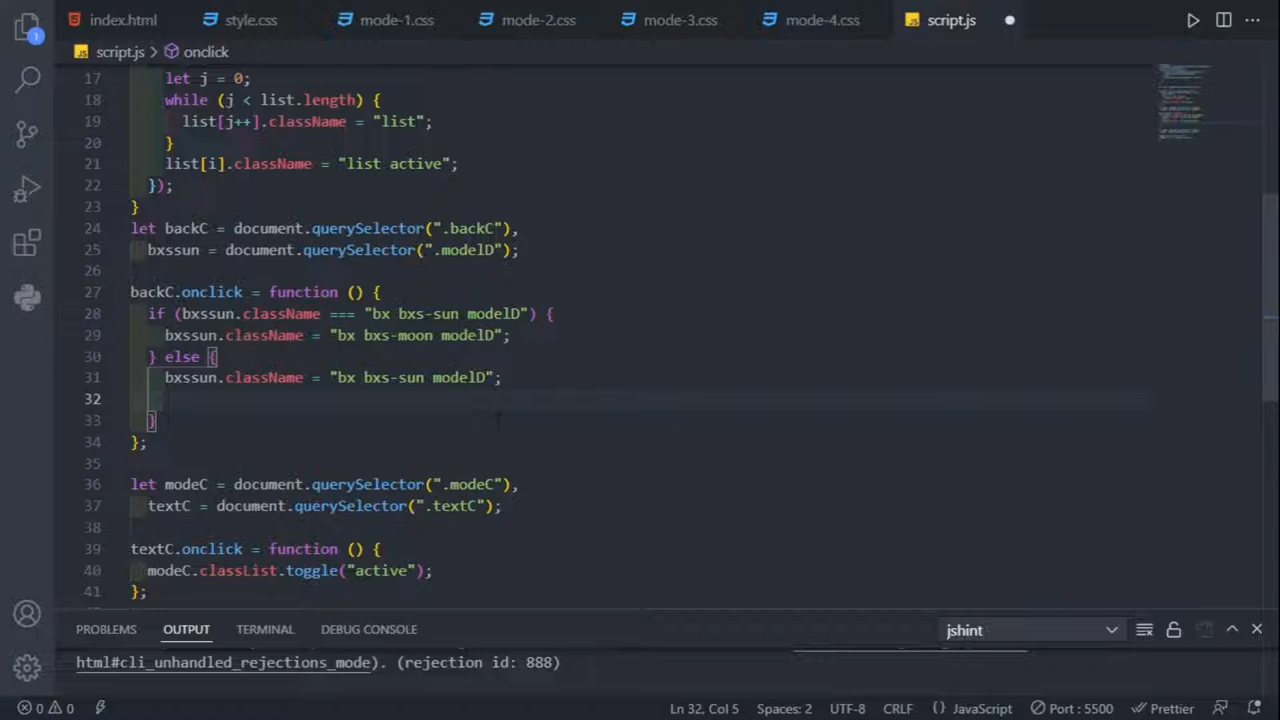 index.html style.css mode-1.css mode-2.css mode-3.css mode-4.css script.js
script.js > onclick
1
17 let j = 0;
18 while (j < list.length) {
19 list[j++].className = "list";
20 }
21 list[i].className = "list active";
22 });
23 }
24 let backC = document.querySelector(".backC"),
25 bxssun = document.querySelector(".modelD");
26
27 backC.onclick = function () {
28 if (bxssun.className === "bx bxs-sun modelD") {
29 bxssun.className = "bx bxs-moon modelD";
30 } else {
31 bxssun.className = "bx bxs-sun modelD";
32
33 }
34 };
35
36 let modeC = document.querySelector(".modeC"),
37 textC = document.querySelector(".textC");
38
39 textC.onclick = function () {
40 modeC.classList.toggle("active");
41 };
PROBLEMS OUTPUT TERMINAL DEBUG CONSOLE jshint
html#cli_unhandled_rejections_mode). (rejection id: 888)
0 0 Ln 32, Col 5 Spaces: 2 UTF-8 CRLF {} JavaScript Port : 5500 Prettier